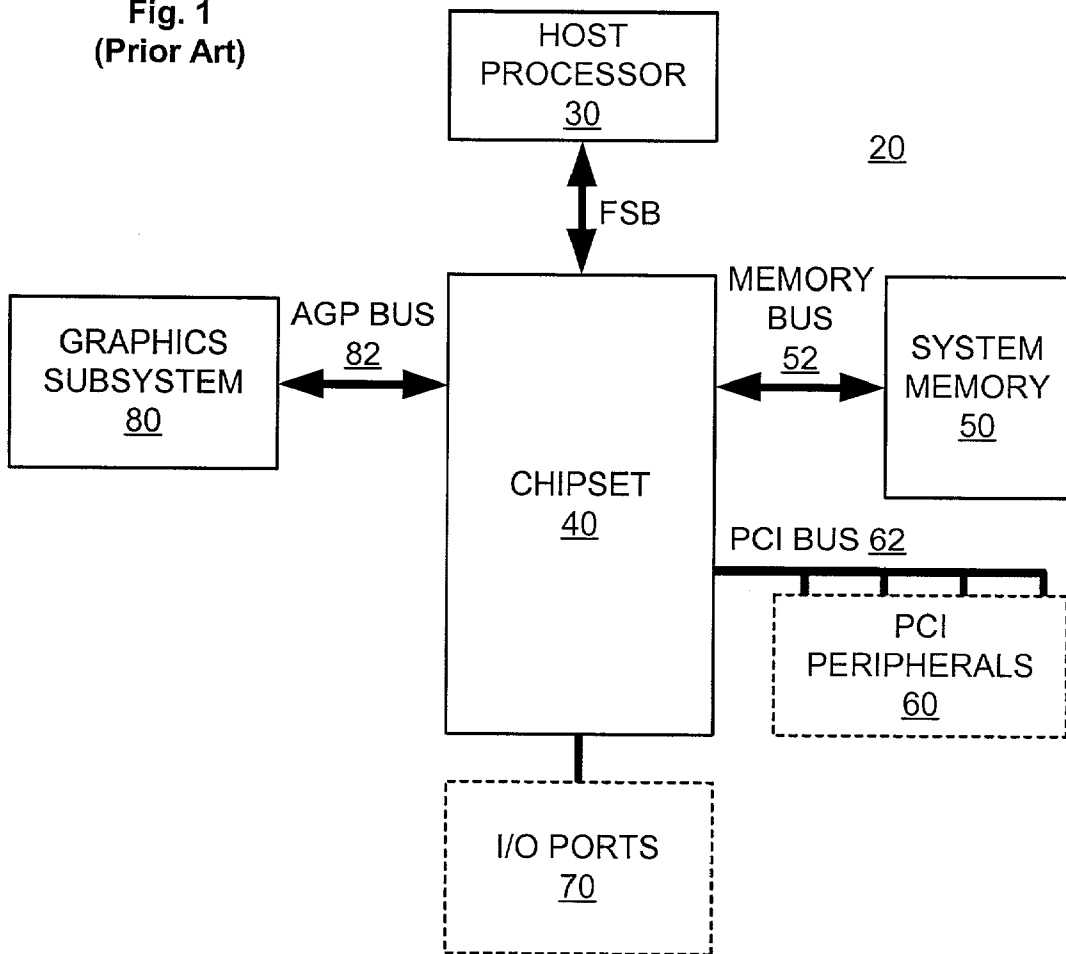 Fig. 1
(Prior Art)
HOST
PROCESSOR
30
20
FSB
GRAPHICS
SUBSYSTEM
80
AGP BUS
82
CHIPSET
40
MEMORY
BUS
52
SYSTEM
MEMORY
50
PCI BUS 62
PCI
PERIPHERALS
60
I/O PORTS
70